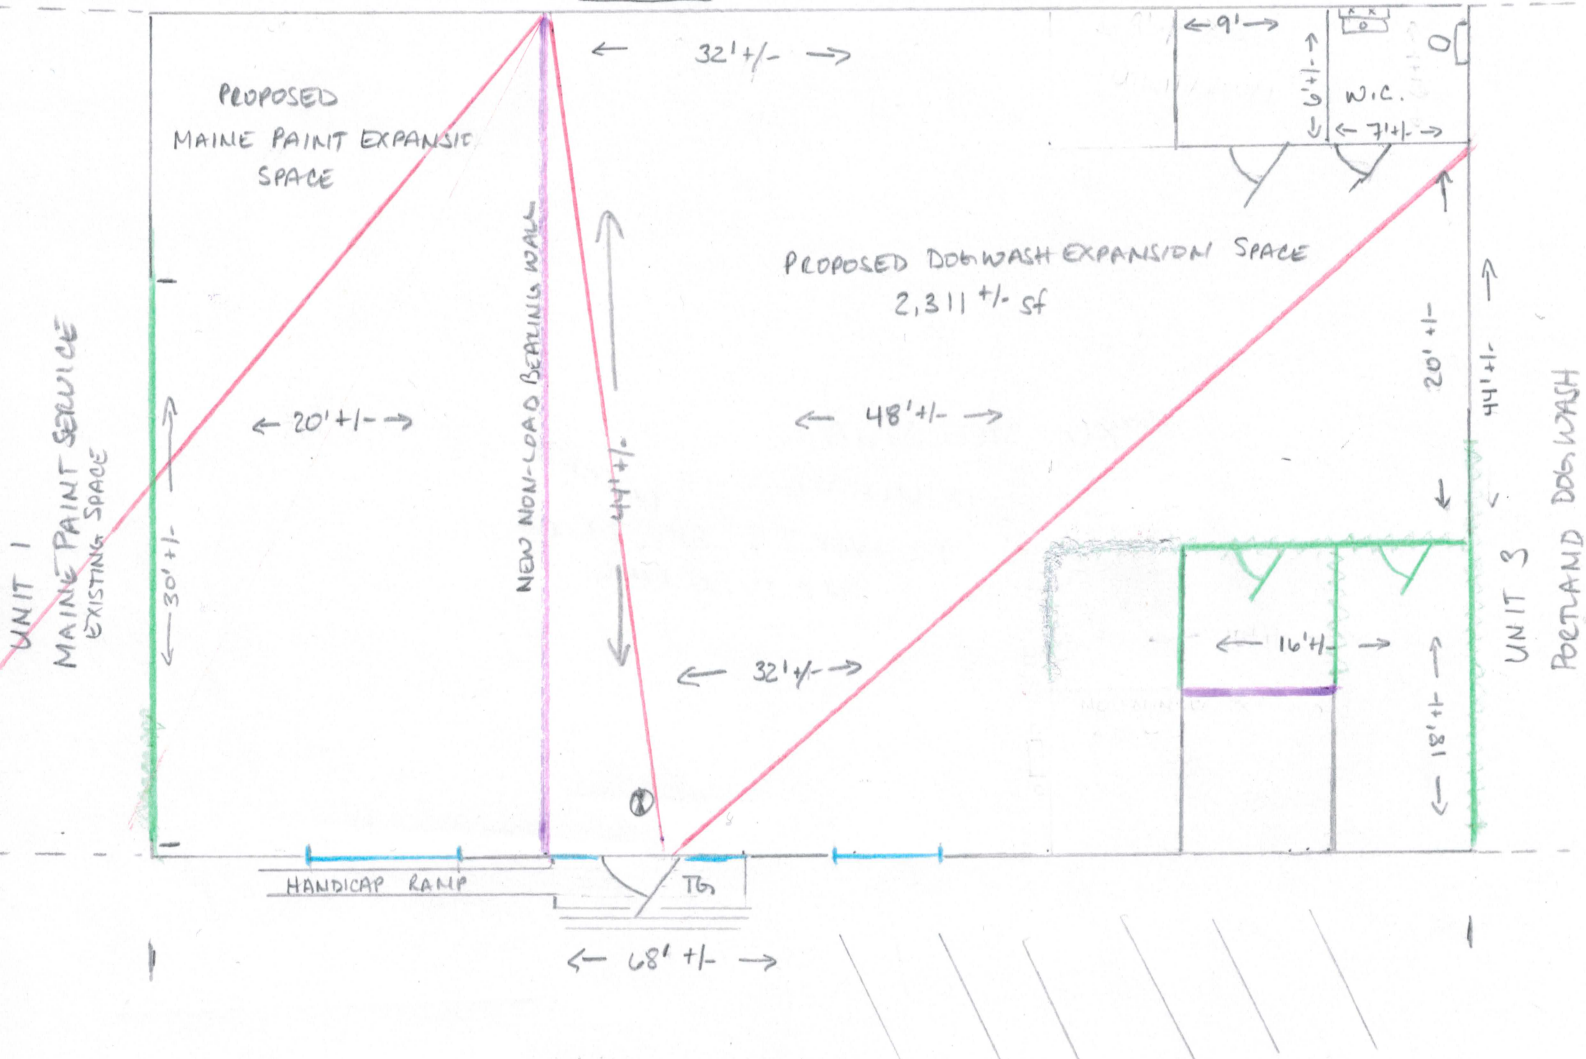 32'+/-
9'
6'+/-
W.C.
7'+/-
PROPOSED
MAINE PAINT EXPANSIO
SPACE
PROPOSED DOGWASH EXPANSION SPACE
2,311 +/- sf
NEW NON-LOAD BEARING WALL
44'+/-
20'+/-
48'+/-
20'+/-
44'+/-
UNIT 1
MAINE PAINT SERVICE
EXISTING SPACE
30'+/-
32'+/-
16'+/-
18'+/-
UNIT 3
PORTLAND DOGWASH
HANDICAP RAMP
68' +/-